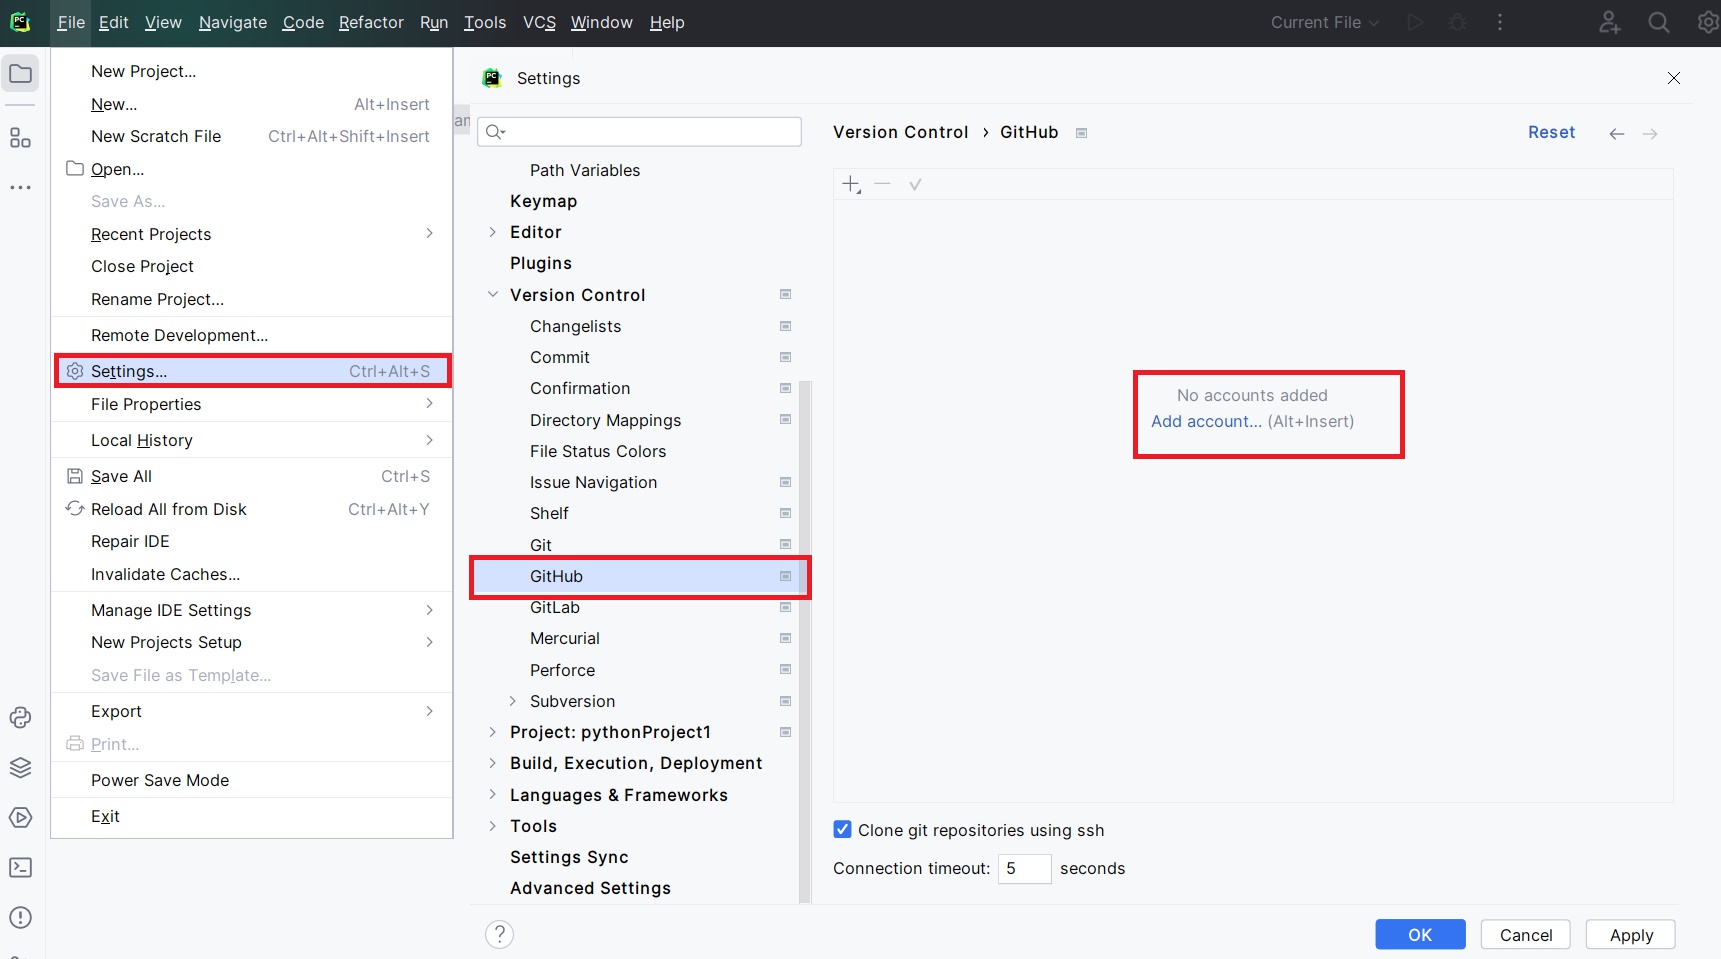 File Edit View Navigate Code Refactor Run Tools VCS Window Help Current File
New Project...
New... Alt+Insert
New Scratch File Ctrl+Alt+Shift+Insert
Open...
Save As...
Recent Projects
Close Project
Rename Project...
Remote Development...
Settings... Ctrl+Alt+S
File Properties
Local History
Save All Ctrl+S
Reload All from Disk Ctrl+Alt+Y
Repair IDE
Invalidate Caches...
Manage IDE Settings
New Projects Setup
Save File as Template...
Export
Print...
Power Save Mode
Exit
PC Settings
Path Variables
Keymap
Editor
Plugins
Version Control
Changelists
Commit
Confirmation
Directory Mappings
File Status Colors
Issue Navigation
Shelf
Git
GitHub
GitLab
Mercurial
Perforce
Subversion
Project: pythonProject1
Build, Execution, Deployment
Languages & Frameworks
Tools
Settings Sync
Advanced Settings
Version Control › GitHub Reset
No accounts added
Add account... (Alt+Insert)
Clone git repositories using ssh
Connection timeout: 5 seconds
? OK Cancel Apply